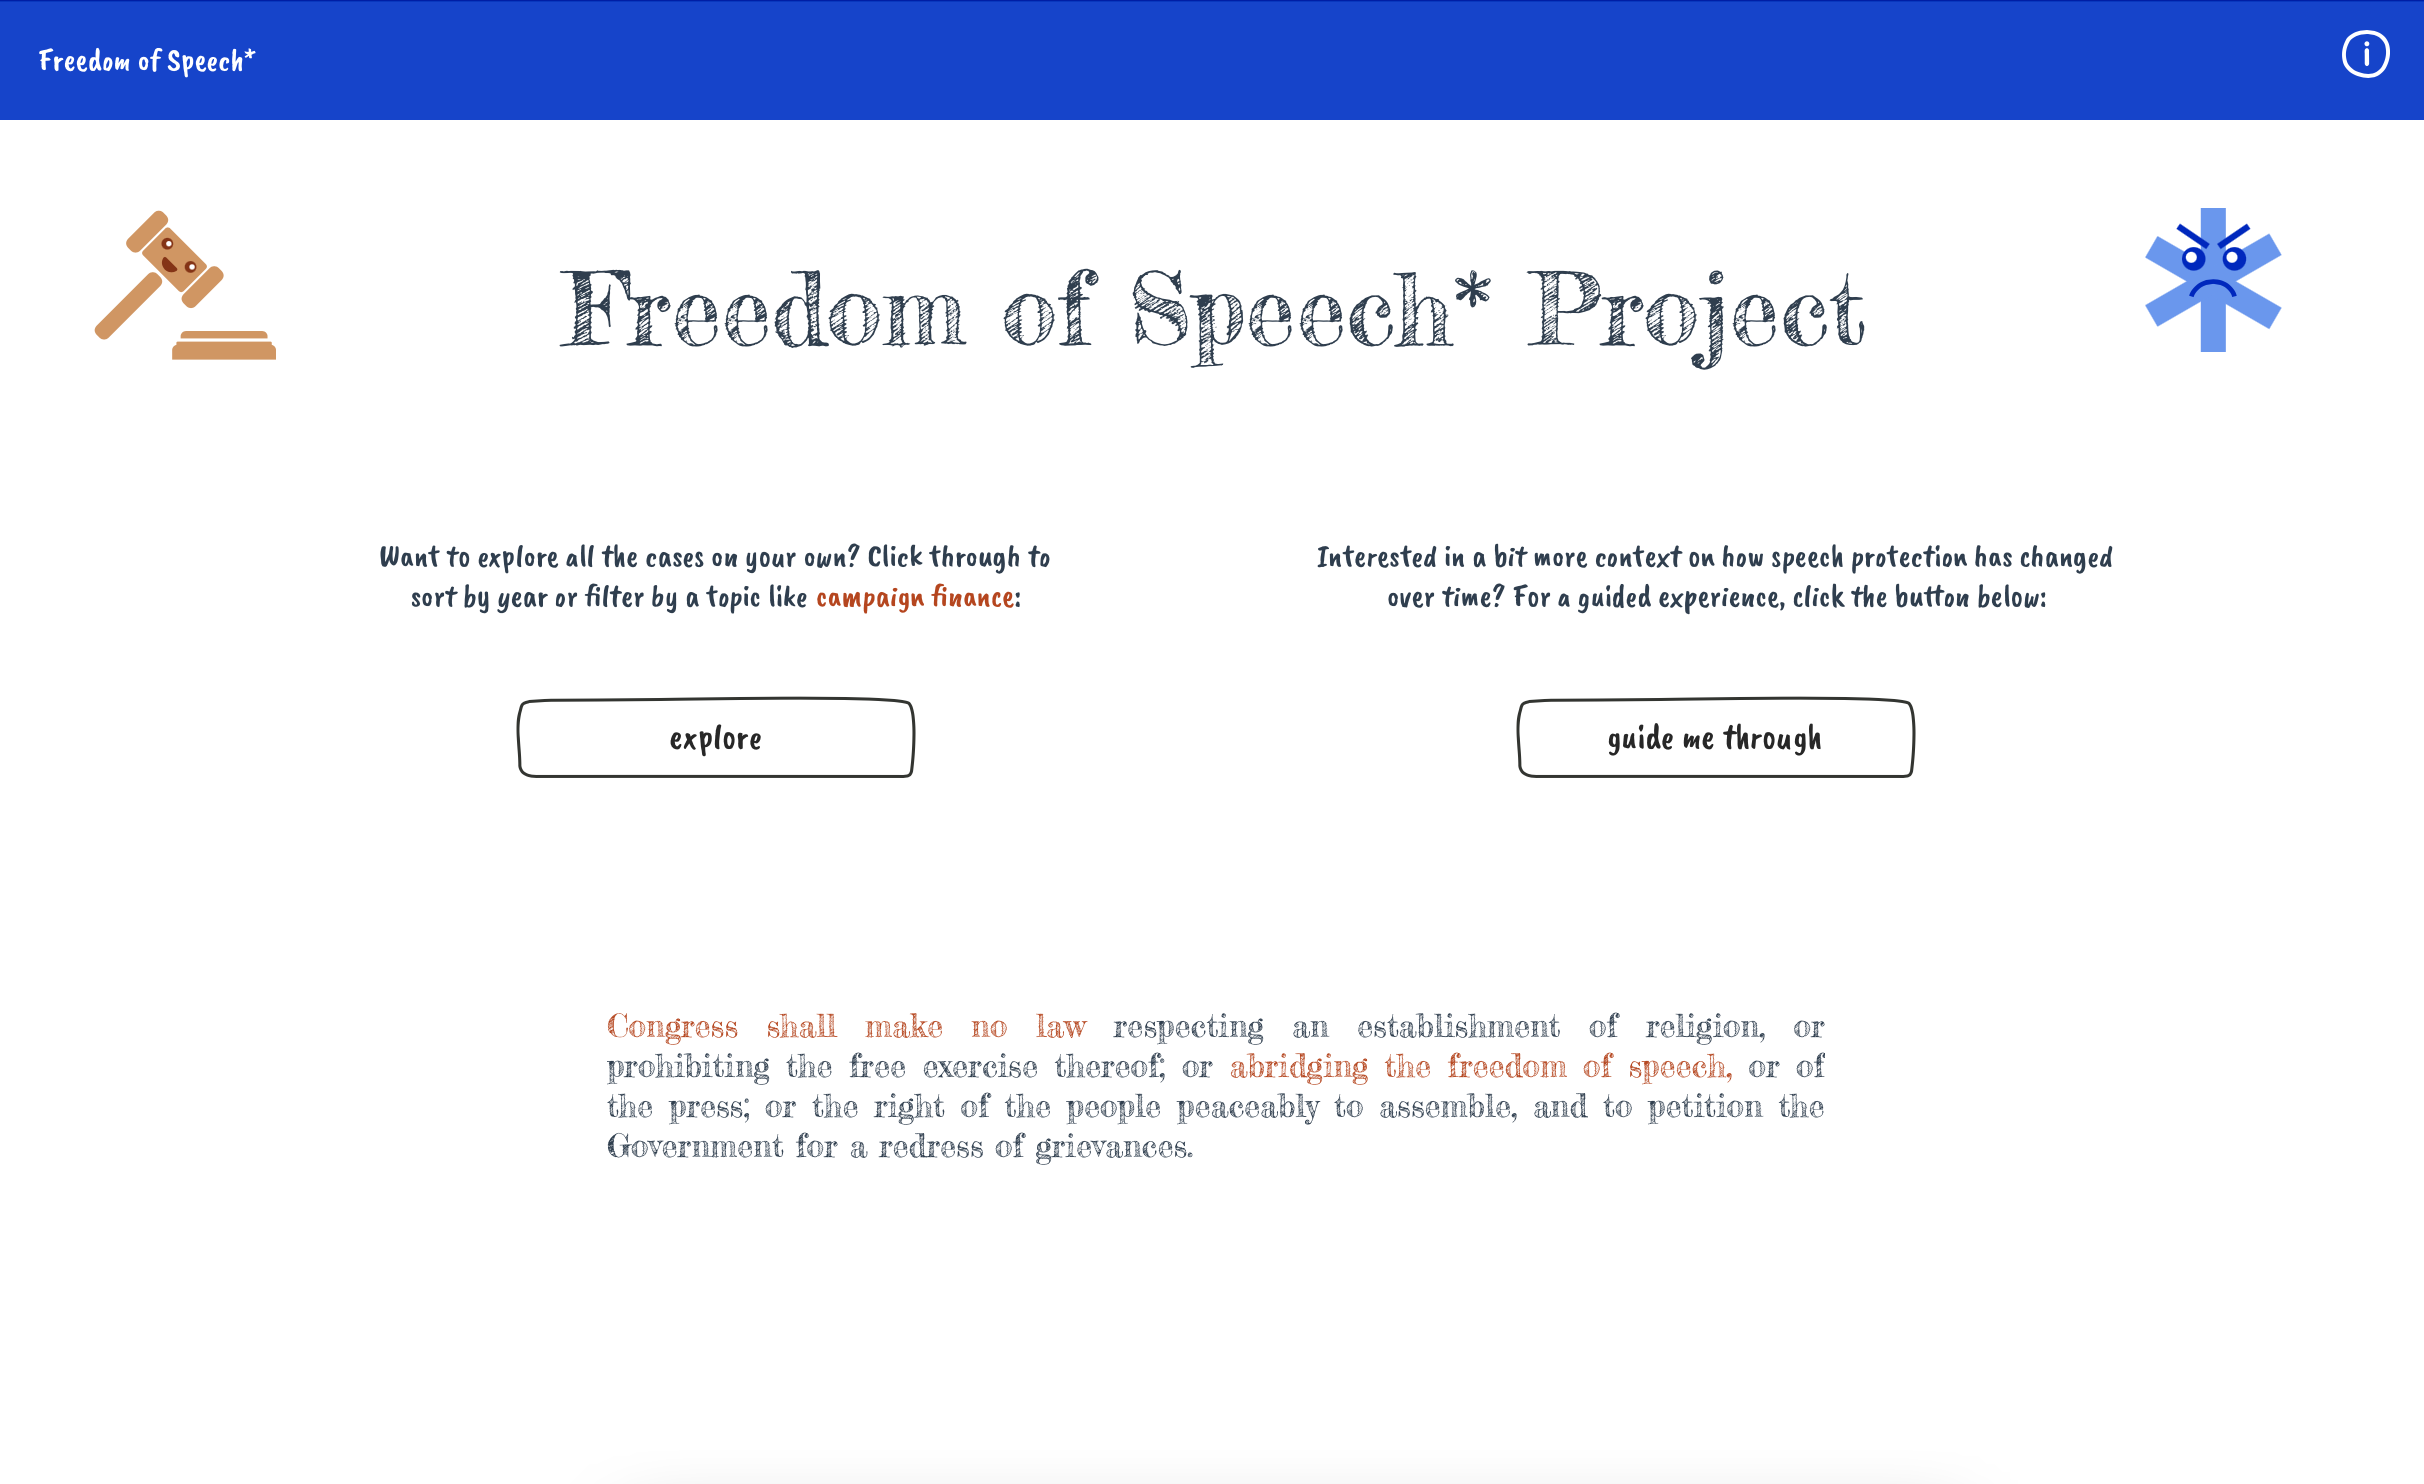 Freedom of Speech*
i
Freedom of Speech* Project
Want to explore all the cases on your own? Click through to
sort by year or filter by a topic like campaign finance:
explore
Interested in a bit more context on how speech protection has changed
over time? For a guided experience, click the button below:
guide me through
Congress shall make no law respecting an establishment of religion, or
prohibiting the free exercise thereof; or abridging the freedom of speech, or of
the press; or the right of the people peaceably to assemble, and to petition the
Government for a redress of grievances.